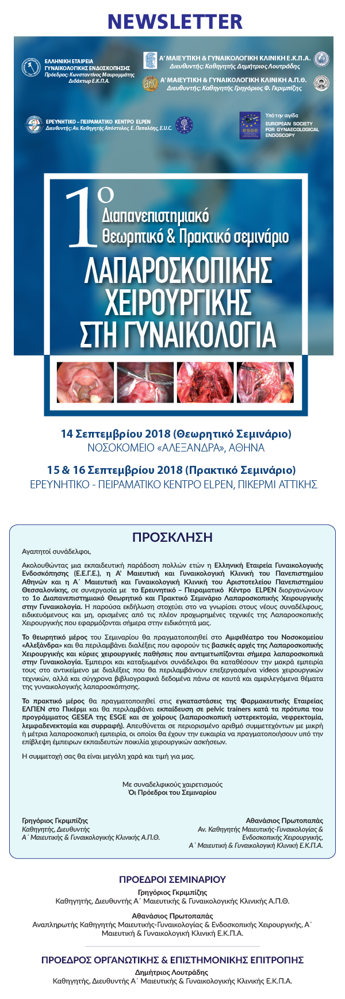 NEWSLETTER
ΕΛΛΗΝΙΚΗ ΕΤΑΙΡΕΙΑ
ΓΥΝΑΙΚΟΛΟΓΙΚΗΣ ΕΝΔΟΣΚΟΠΗΣΗΣ
Πρόεδρος: Κωνσταντίνος Μαυρομμάτης
Διδάκτωρ Ε.Κ.Π.Α.
Α’ ΜΑΙΕΥΤΙΚΗ & ΓΥΝΑΙΚΟΛΟΓΙΚΗ ΚΛΙΝΙΚΗ Ε.Κ.Π.Α.
Διευθυντής: Καθηγητής Δημήτριος Λουτράδης
Α’ ΜΑΙΕΥΤΙΚΗ & ΓΥΝΑΙΚΟΛΟΓΙΚΗ ΚΛΙΝΙΚΗ Α.Π.Θ.
Διευθυντής: Καθηγητής Γρηγόριος Φ. Γκριμπίζης
ΕΡΕΥΝΗΤΙΚΟ – ΠΕΙΡΑΜΑΤΙΚΟ ΚΕΝΤΡΟ ELPEN
Διευθυντής: Αν. Καθηγητής Απόστολος Ε. Παπαλόης, E.U.C.
ESGE
Υπό την αιγίδα
EUROPEAN SOCIETY
FOR GYNAECOLOGICAL
ENDOSCOPY
1ο
Διαπανεπιστημιακό
Θεωρητικό & Πρακτικό σεμινάριο
ΛΑΠΑΡΟΣΚΟΠΙΚΗΣ
ΧΕΙΡΟΥΡΓΙΚΗΣ
ΣΤΗ ΓΥΝΑΙΚΟΛΟΓΙΑ
14 Σεπτεμβρίου 2018 (Θεωρητικό Σεμινάριο)
ΝΟΣΟΚΟΜΕΙΟ «ΑΛΕΞΑΝΔΡΑ», ΑΘΗΝΑ
15 & 16 Σεπτεμβρίου 2018 (Πρακτικό Σεμινάριο)
ΕΡΕΥΝΗΤΙΚΟ - ΠΕΙΡΑΜΑΤΙΚΟ ΚΕΝΤΡΟ ELPEN, ΠΙΚΕΡΜΙ ΑΤΤΙΚΗΣ
ΠΡΟΣΚΛΗΣΗ
Αγαπητοί συνάδελφοι,
Ακολουθώντας μια εκπαιδευτική παράδοση πολλών ετών η Ελληνική Εταιρεία Γυναικολογικής
Ενδοσκόπησης (Ε.Ε.Γ.Ε.), η Α’ Μαιευτική και Γυναικολογική Κλινική του Πανεπιστημίου
Αθηνών και η Α΄ Μαιευτική και Γυναικολογική Κλινική του Αριστοτελείου Πανεπιστημίου
Θεσσαλονίκης, σε συνεργασία με το Ερευνητικό – Πειραματικό Κέντρο ELPEN διοργανώνουν
το 1ο Διαπανεπιστημιακό Θεωρητικό και Πρακτικό Σεμινάριο Λαπαροσκοπικής Χειρουργικής
στην Γυναικολογία. Η παρούσα εκδήλωση στοχεύει στο να γνωρίσει στους νέους συναδέλφους,
ειδικευόμενους και μη, ορισμένες από τις πλέον προχωρημένες τεχνικές της Λαπαροσκοπικής
Χειρουργικής που εφαρμόζονται σήμερα στην ειδικότητά μας.
Το θεωρητικό μέρος του Σεμιναρίου θα πραγματοποιηθεί στο Αμφιθέατρο του Νοσοκομείου
«Αλεξάνδρα» και θα περιλαμβάνει διαλέξεις που αφορούν τις βασικές αρχές της Λαπαροσκοπικής
Χειρουργικής και κύριες χειρουργικές παθήσεις που αντιμετωπίζονται σήμερα λαπαροσκοπικά
στην Γυναικολογία. Έμπειροι και καταξιωμένοι συνάδελφοι θα καταθέσουν την μακρά εμπειρία
τους στο αντικείμενο με διαλέξεις που θα περιλαμβάνουν επεξεργασμένα videos χειρουργικών
τεχνικών, αλλά και σύγχρονα βιβλιογραφικά δεδομένα πάνω σε καυτά και αμφιλεγόμενα θέματα
της γυναικολογικής λαπαροσκόπησης.
Το πρακτικό μέρος θα πραγματοποιηθεί στις εγκαταστάσεις της Φαρμακευτικής Εταιρείας
ΕΛΠΕΝ στο Πικέρμι και θα περιλαμβάνει εκπαίδευση σε pelvic trainers κατά τα πρότυπα του
προγράμματος GESEA της ESGE και σε χοίρους (λαπαροσκοπική υστερεκτομία, νεφρεκτομία,
λεμφαδενεκτομία και συρραφή). Απευθύνεται σε περιορισμένο αριθμό συμμετεχόντων με μικρή
ή μέτρια λαπαροσκοπική εμπειρία, οι οποίοι θα έχουν την ευκαιρία να πραγματοποιήσουν υπό την
επίβλεψη έμπειρων εκπαιδευτών ποικιλία χειρουργικών ασκήσεων.
Η συμμετοχή σας θα είναι μεγάλη χαρά και τιμή για μας.
Με συναδελφικούς χαιρετισμούς
Όι Πρόεδροι του Σεμιναρίου
Γρηγόριος Γκριμπίζης
Καθηγητής, Διευθυντής
Α΄ Μαιευτικής & Γυναικολογικής Κλινικής Α.Π.Θ.
Αθανάσιος Πρωτοπαπάς
Αν. Καθηγητής Μαιευτικής-Γυναικολογίας &
Ενδοσκοπικής Χειρουργικής,
Α΄ Μαιευτική & Γυναικολογική Κλινική Ε.Κ.Π.Α.
ΠΡΟΕΔΡΟΙ ΣΕΜΙΝΑΡΙΟΥ
Γρηγόριος Γκριμπίζης
Καθηγητής, Διευθυντής Α΄ Μαιευτικής & Γυναικολογικής Κλινικής Α.Π.Θ.
Αθανάσιος Πρωτοπαπάς
Αναπληρωτής Καθηγητής Μαιευτικής-Γυναικολογίας & Ενδοσκοπικής Χειρουργικής, Α΄
Μαιευτική & Γυναικολογική Κλινική Ε.Κ.Π.Α.
ΠΡΟΕΔΡΟΣ ΟΡΓΑΝΩΤΙΚΗΣ & ΕΠΙΣΤΗΜΟΝΙΚΗΣ ΕΠΙΤΡΟΠΗΣ
Δημήτριος Λουτράδης
Καθηγητής, Διευθυντής Α΄ Μαιευτικής & Γυναικολογικής Κλινικής Ε.Κ.Π.Α.